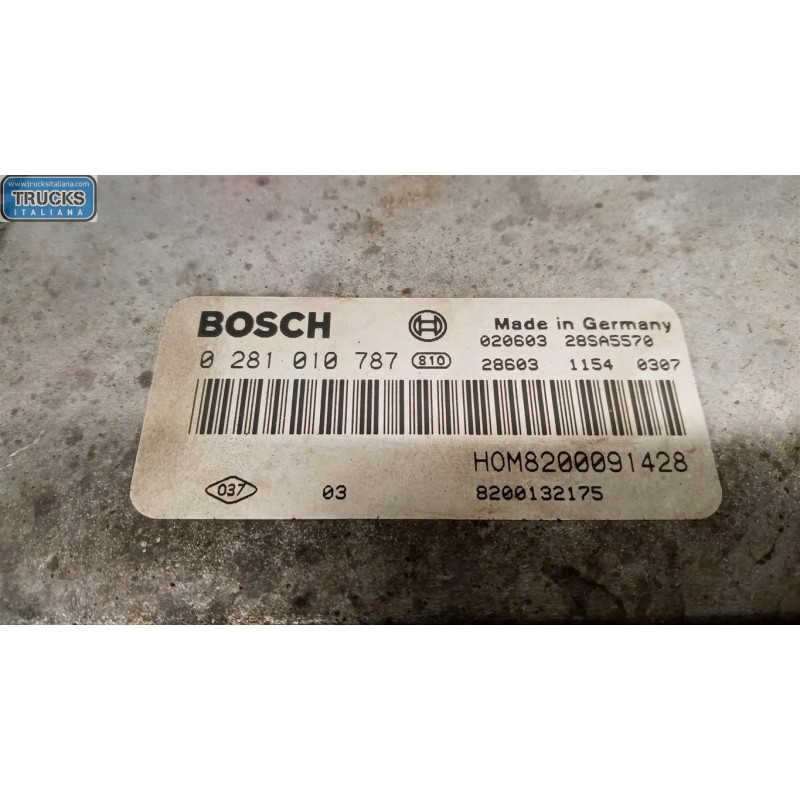 www.trucksitaliana.com
TRUCKS
ITALIANA
BOSCH
Made in Germany
020603 28SA5570
0 281 010 787 810
28603 1154 0307
HOM8200091428
037 03 8200132175